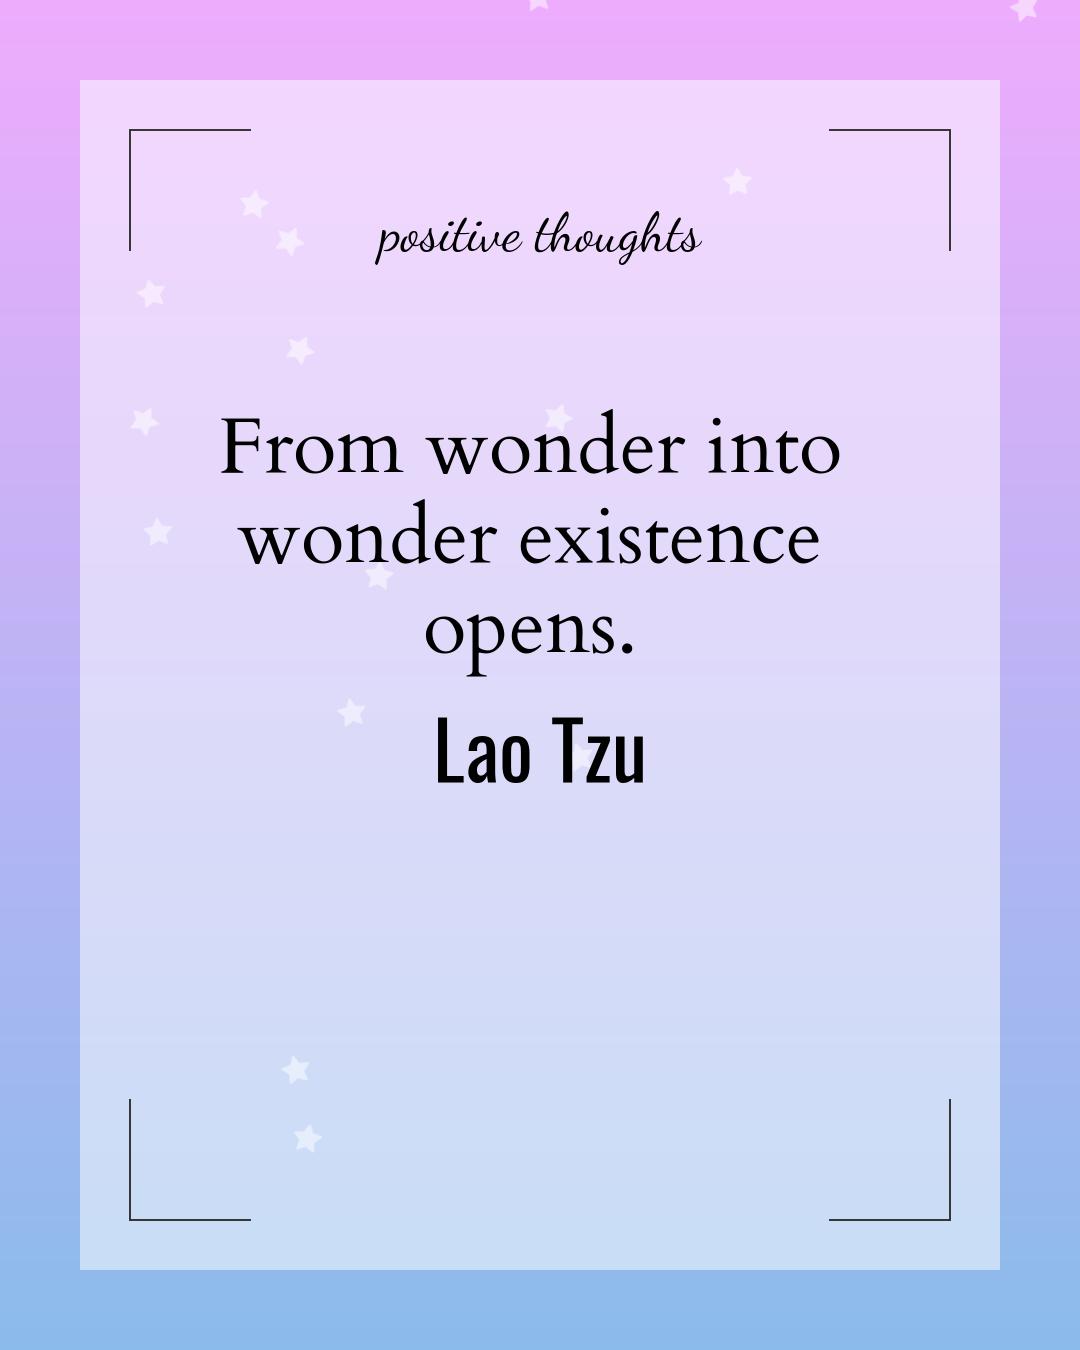 positive thoughts
From wonder into
wonder existence
opens.
Lao Tzu